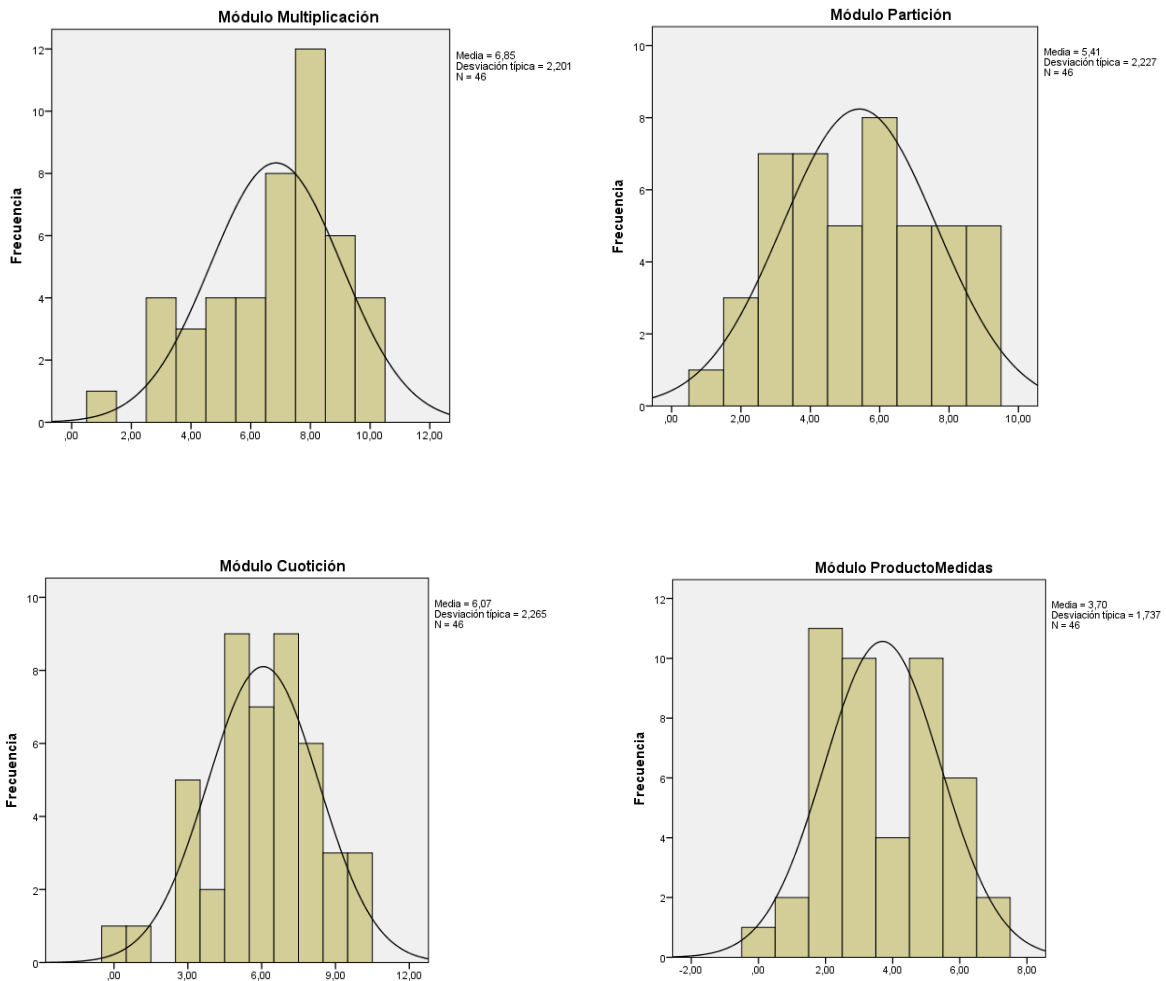 Módulo Multiplicación
Media = 6,85
Desviación típica = 2,201
N = 46
Frecuencia
12
10
8
6
4
2
0
,00 2,00 4,00 6,00 8,00 10,00 12,00
Módulo Partición
Media = 5,41
Desviación típica = 2,227
N = 46
Frecuencia
10
8
6
4
2
0
,00 2,00 4,00 6,00 8,00 10,00
Módulo Cuotición
Media = 6,07
Desviación típica = 2,265
N = 46
Frecuencia
10
8
6
4
2
0
,00 3,00 6,00 9,00 12,00
Módulo ProductoMedidas
Media = 3,70
Desviación típica = 1,737
N = 46
Frecuencia
12
10
8
6
4
2
0
-2,00 ,00 2,00 4,00 6,00 8,00